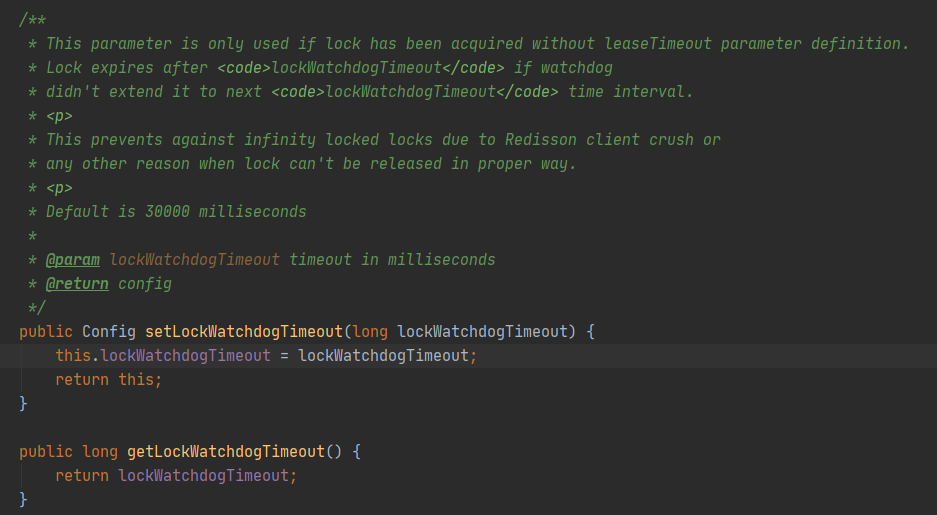 /**
 * This parameter is only used if lock has been acquired without leaseTimeout parameter definition.
 * Lock expires after <code>lockWatchdogTimeout</code> if watchdog
 * didn't extend it to next <code>lockWatchdogTimeout</code> time interval.
 * <p>
 * This prevents against infinity locked locks due to Redisson client crush or
 * any other reason when lock can't be released in proper way.
 * <p>
 * Default is 30000 milliseconds
 *
 * @param lockWatchdogTimeout timeout in milliseconds
 * @return config
 */
public Config setLockWatchdogTimeout(long lockWatchdogTimeout) {
    this.lockWatchdogTimeout = lockWatchdogTimeout;
    return this;
}

public long getLockWatchdogTimeout() {
    return lockWatchdogTimeout;
}